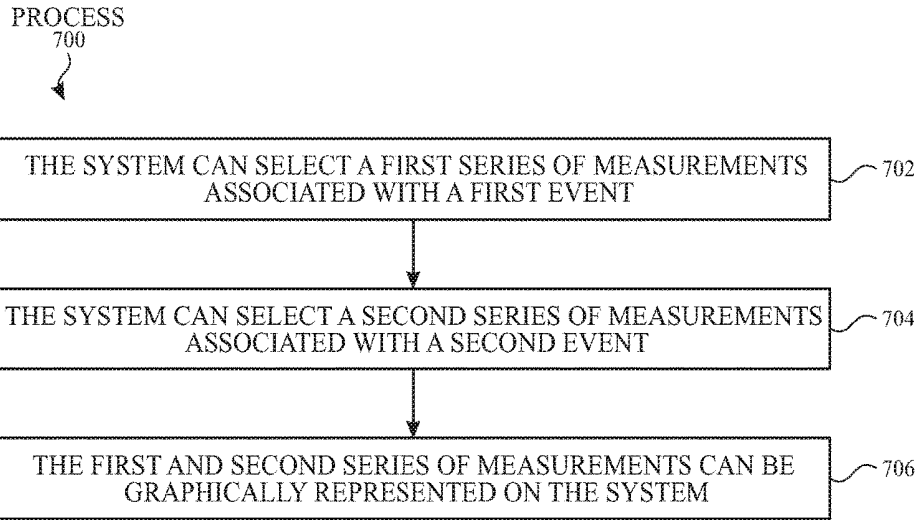 PROCESS
700
THE SYSTEM CAN SELECT A FIRST SERIES OF MEASUREMENTS
ASSOCIATED WITH A FIRST EVENT
702
THE SYSTEM CAN SELECT A SECOND SERIES OF MEASUREMENTS
ASSOCIATED WITH A SECOND EVENT
704
THE FIRST AND SECOND SERIES OF MEASUREMENTS CAN BE
GRAPHICALLY REPRESENTED ON THE SYSTEM
706